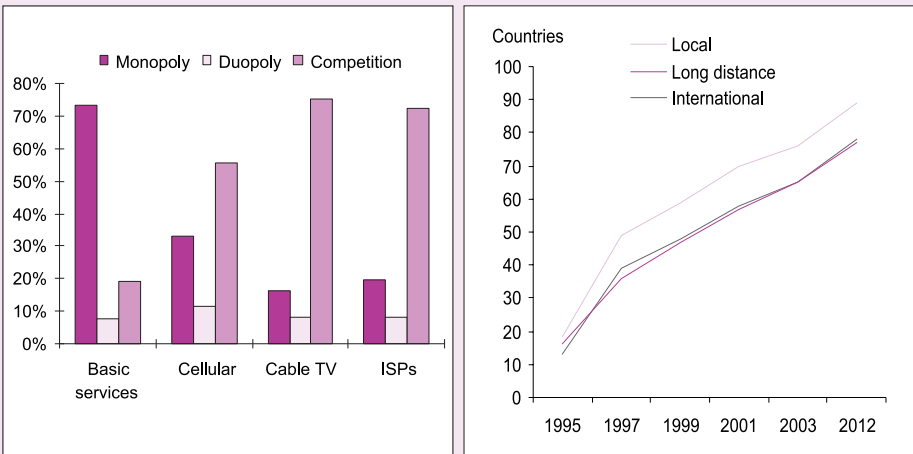 Monopoly Duopoly Competition
80%
70%
60%
50%
40%
30%
20%
10%
0%
Basic services Cellular Cable TV ISPs
Countries
Local
Long distance
International
100
90
80
70
60
50
40
30
20
10
0
1995 1997 1999 2001 2003 2012